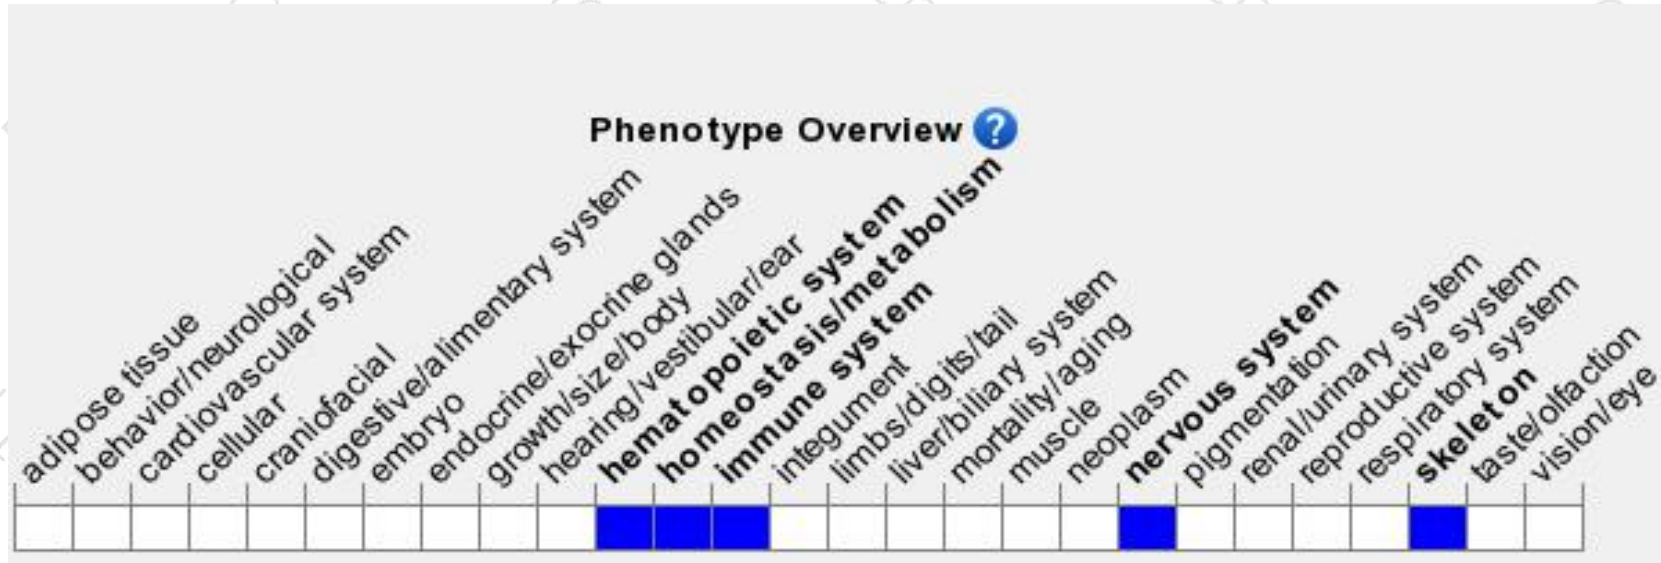 Phenotype Overview ?
adipose tissue
behavior/neurological
cardiovascular system
cellular
craniofacial
digestive/alimentary system
embryo
endocrine/exocrine glands
growth/size/body
hearing/vestibular/ear
hematopoietic system
homeostasis/metabolism
immune system
integument
limbs/digits/tail
liver/biliary system
mortality/aging
muscle
neoplasm
nervous system
pigmentation
renal/urinary system
reproductive system
respiratory system
skeleton
taste/olfaction
vision/eye